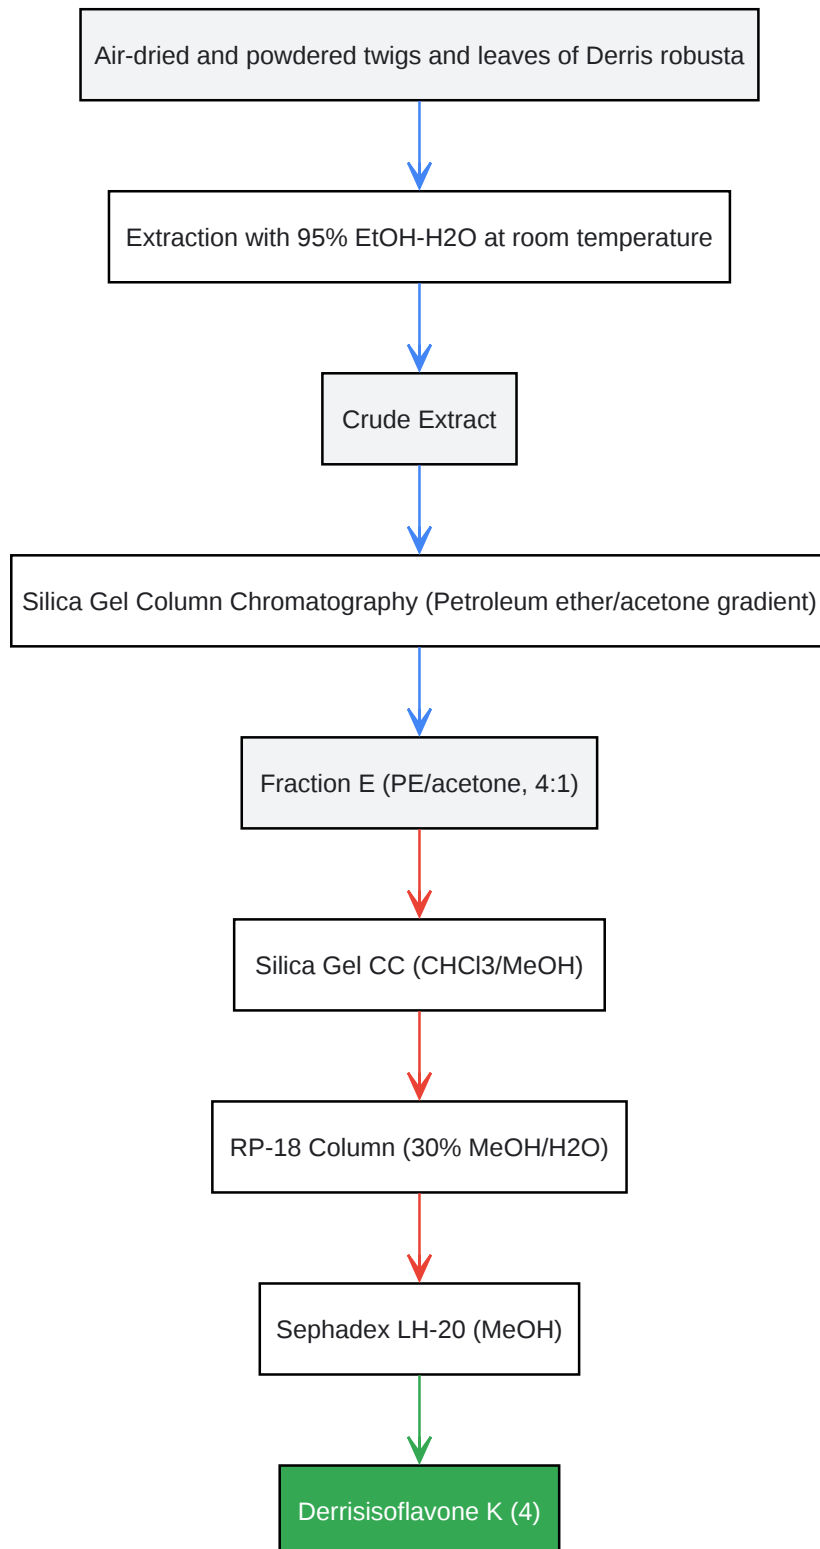 Air-dried and powdered twigs and leaves of Derris robusta
Extraction with 95% EtOH-H2O at room temperature
Crude Extract
Silica Gel Column Chromatography (Petroleum ether/acetone gradient)
Fraction E (PE/acetone, 4:1)
Silica Gel CC (CHCl3/MeOH)
RP-18 Column (30% MeOH/H2O)
Sephadex LH-20 (MeOH)
Derrisisoflavone K (4)